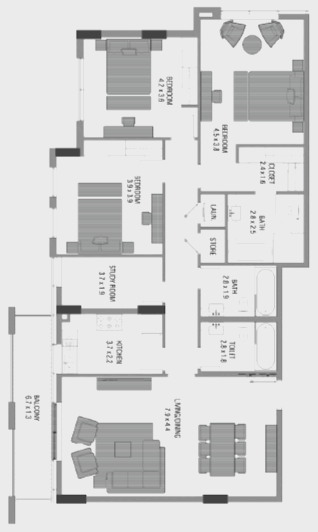 BEDROOM
4.7 x 3.6
BEDROOM
4.5 x 3.8
CLOSET
2.4 x 1.6
BEDROOM
3.9 x 3.9
LAUN.
BATH
2.8 x 2.5
STORE
STUDY ROOM
3.7 x 1.9
BATH
2.8 x 1.9
KITCHEN
3.7 x 2.2
TOILET
2.8 x 1.8
BALCONY
6.7 x 1.3
LIVING/DINING
7.9 x 4.4